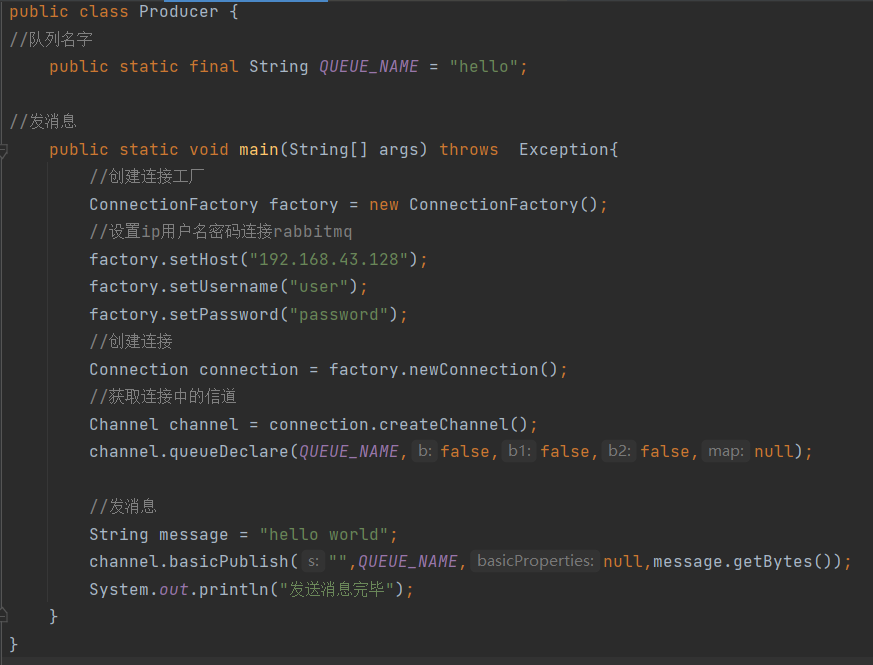 public class Producer {
//队列名字
    public static final String QUEUE_NAME = "hello";
//发消息
    public static void main(String[] args) throws  Exception{
        //创建连接工厂
        ConnectionFactory factory = new ConnectionFactory();
        //设置ip用户名密码连接rabbitmq
        factory.setHost("192.168.43.128");
        factory.setUsername("user");
        factory.setPassword("password");
        //创建连接
        Connection connection = factory.newConnection();
        //获取连接中的信道
        Channel channel = connection.createChannel();
        channel.queueDeclare(QUEUE_NAME, b: false, b1: false, b2: false, map: null);
        //发消息
        String message = "hello world";
        channel.basicPublish( s: "",QUEUE_NAME, basicProperties: null,message.getBytes());
        System.out.println("发送消息完毕");
    }
}